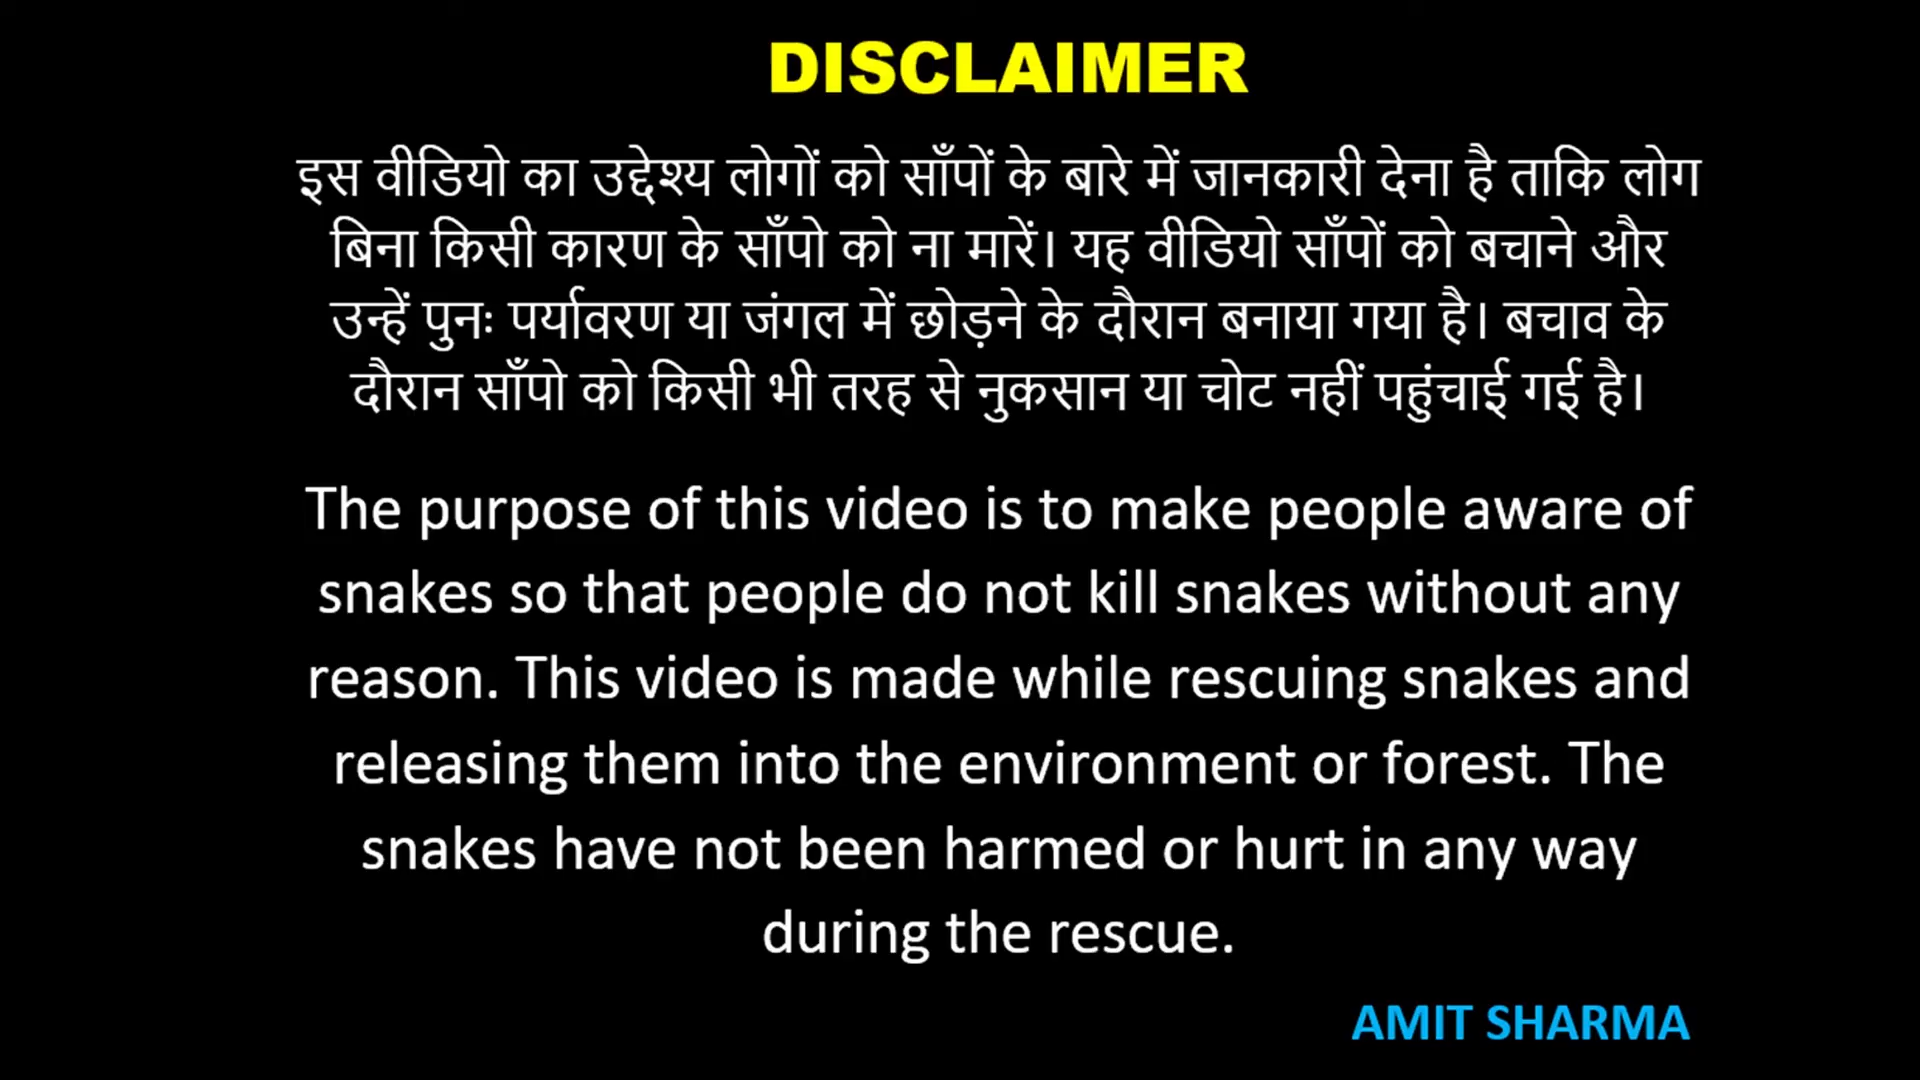 DISCLAIMER
इस वीडियो का उद्देश्य लोगों को साँपों के बारे में जानकारी देना है ताकि लोग
बिना किसी कारण के साँपो को ना मारें। यह वीडियो साँपों को बचाने और
उन्हें पुनः पर्यावरण या जंगल में छोड़ने के दौरान बनाया गया है। बचाव के
दौरान साँपो को किसी भी तरह से नुकसान या चोट नहीं पहुंचाई गई है।
The purpose of this video is to make people aware of
snakes so that people do not kill snakes without any
reason. This video is made while rescuing snakes and
releasing them into the environment or forest. The
snakes have not been harmed or hurt in any way
during the rescue.
AMIT SHARMA